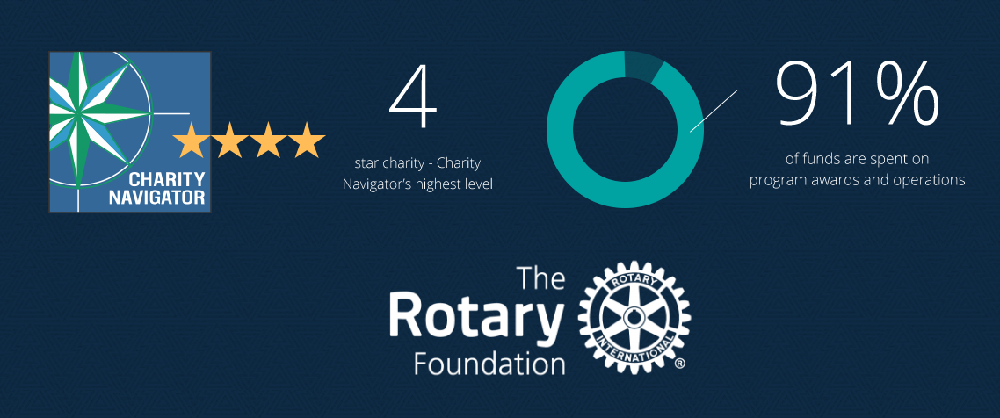 CHARITY
NAVIGATOR
4
star charity - Charity
Navigator's highest level
91%
of funds are spent on
program awards and operations
The
Rotary
Foundation
ROTARY
INTERNATIONAL
®